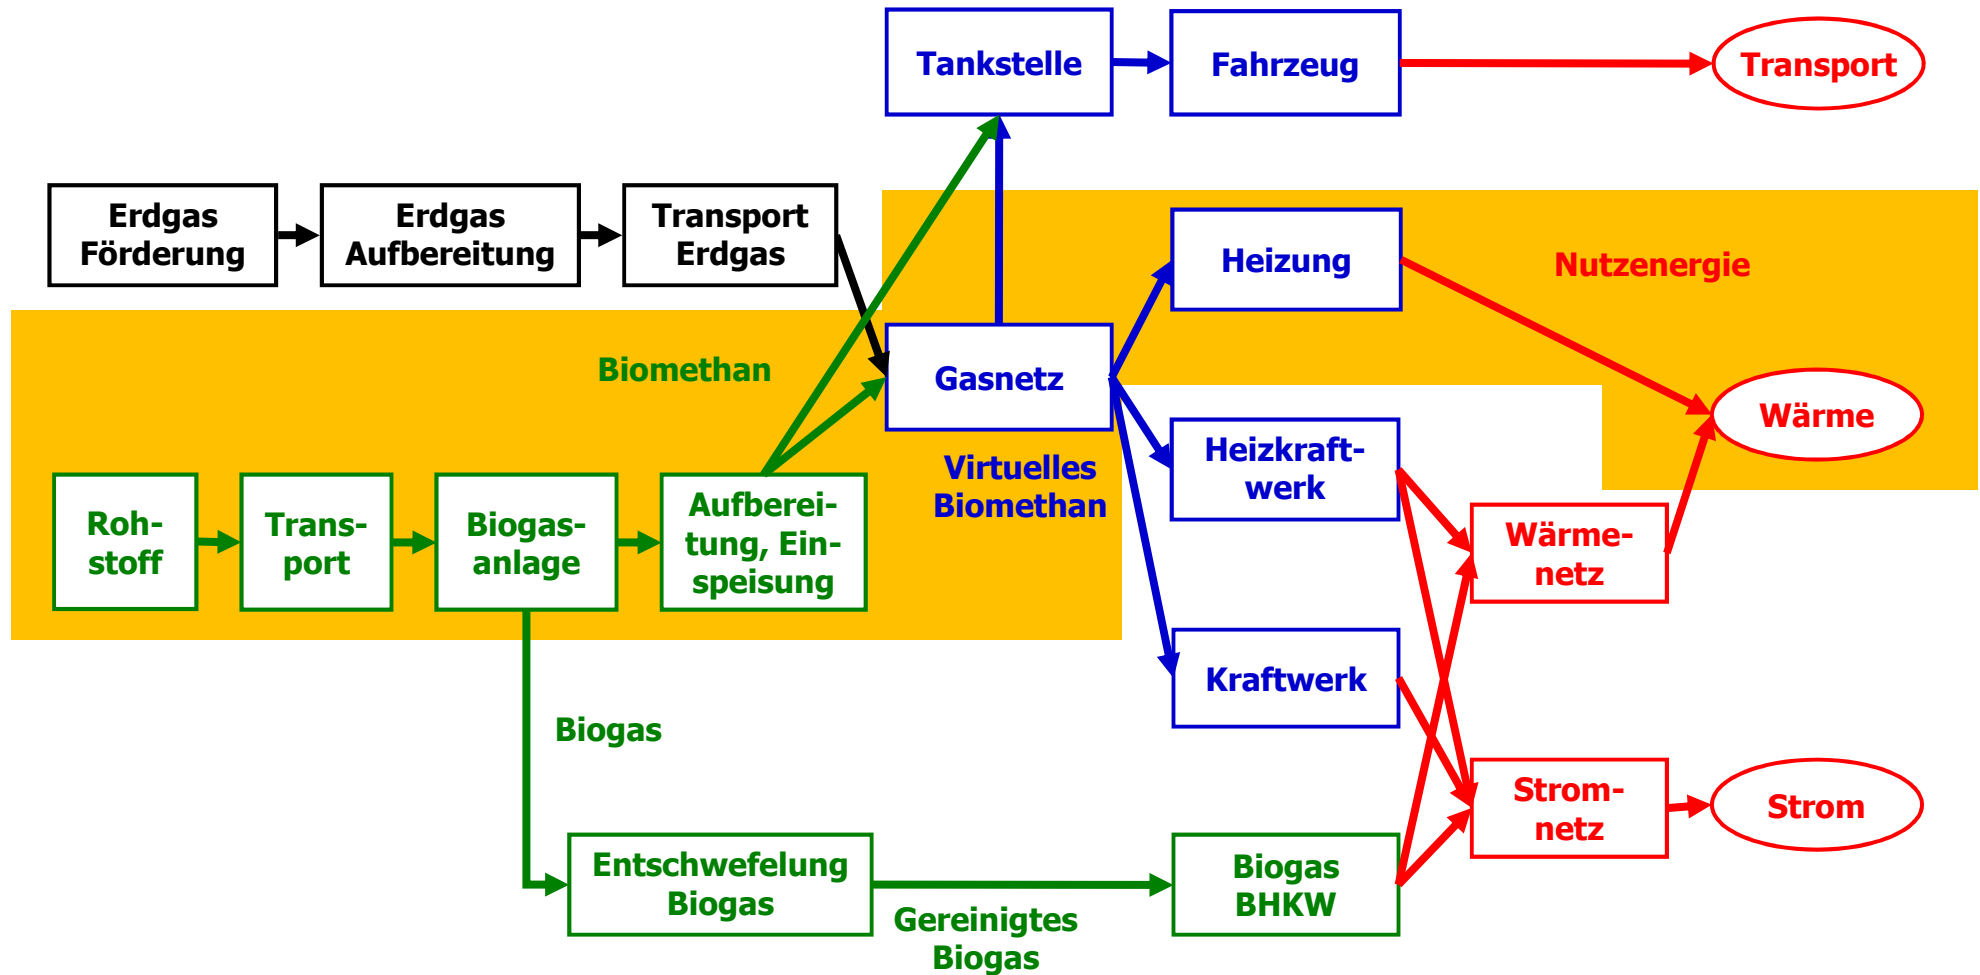 Tankstelle
Fahrzeug
Transport
Erdgas
Förderung
Erdgas
Aufbereitung
Transport
Erdgas
Heizung
Nutzenergie
Biomethan
Gasnetz
Wärme
Virtuelles
Biomethan
Heizkraft-
werk
Roh-
stoff
Trans-
port
Biogas-
anlage
Aufberei-
tung, Ein-
speisung
Wärme-
netz
Kraftwerk
Biogas
Strom-
netz
Strom
Entschwefelung
Biogas
Gereinigtes
Biogas
Biogas
BHKW